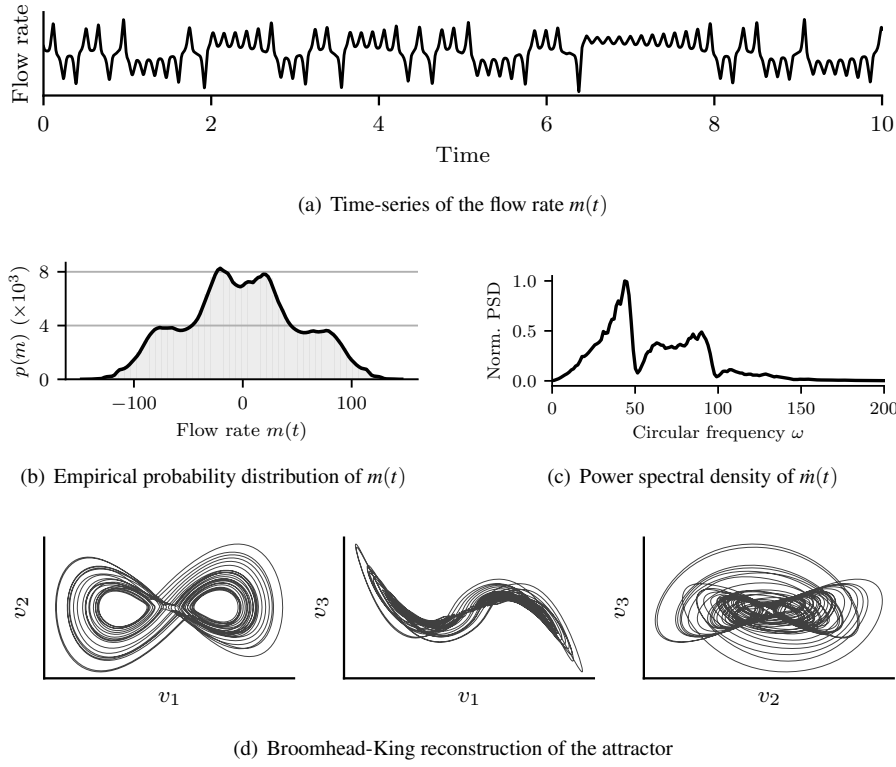 Flow rate
0 2 4 6 8 10
Time
(a) Time-series of the flow rate m(t)
p(m) (×10³)
8
4
0
−100 0 100
Flow rate m(t)
(b) Empirical probability distribution of m(t)
Norm. PSD
1.0
0.5
0.0
0 50 100 150 200
Circular frequency ω
(c) Power spectral density of ṁ(t)
v₂
v₁
v₃
v₁
v₃
v₂
(d) Broomhead-King reconstruction of the attractor